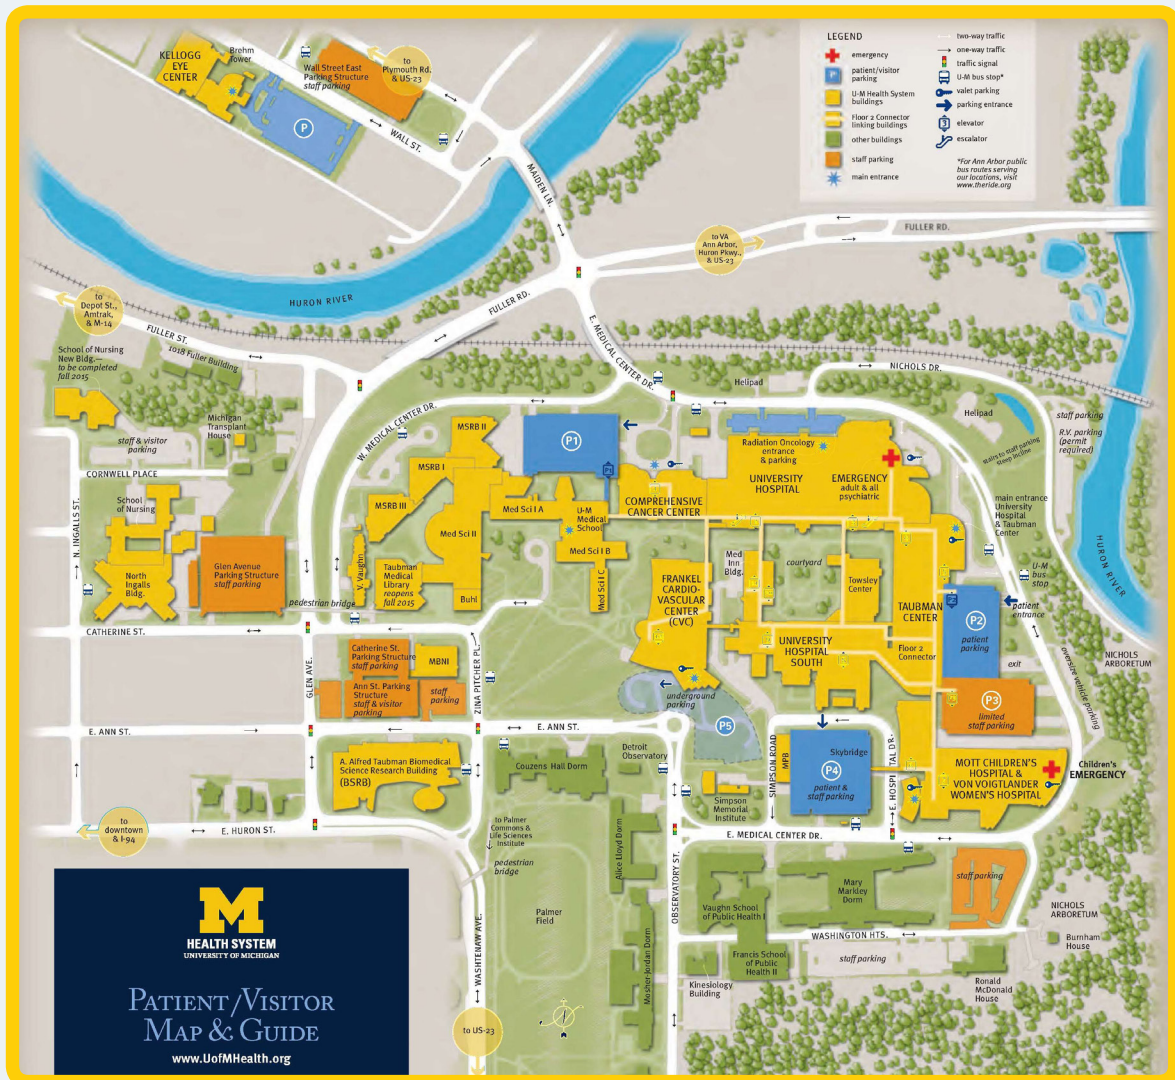 KELLOGG
EYE
CENTER
Brehm
Tower
Wall Street East
Parking Structure
staff parking
to
Plymouth Rd.
& US-23
P
WALL ST.
MAIDEN LN.
LEGEND
emergency
P
patient/visitor
parking
U-M Health System
buildings
Floor 2 Connector
linking buildings
other buildings
staff parking
main entrance
two-way traffic
one-way traffic
traffic signal
U-M bus stop*
valet parking
parking entrance
3
elevator
escalator
*For Ann Arbor public
bus routes serving
our locations, visit
www.theride.org
to VA
Ann Arbor,
Huron Pkwy.,
& US-23
FULLER RD.
HURON RIVER
to
Depot St.,
Amtrak,
& M-14
FULLER ST.
FULLER RD.
E. MEDICAL CENTER DR.
School of Nursing
New Bldg.—
to be completed
fall 2015
1018 Fuller Building
Michigan
Transplant
House
staff & visitor
parking
CORNWELL PLACE
W. MEDICAL CENTER DR.
Helipad
NICHOLS DR.
Helipad
staff parking
R.V. parking
(permit
required)
Stairs to staff parking
Steep Incline
HURON RIVER
MSRB II
MSRB I
MSRB III
P1
P1
Radiation Oncology
entrance
& parking
UNIVERSITY
HOSPITAL
EMERGENCY
adult & all
psychiatric
COMPREHENSIVE
CANCER CENTER
main entrance
University
Hospital
& Taubman
Center
U-M
bus
stop
N. INGALLS ST.
School
of Nursing
North
Ingalls
Bldg.
Glen Avenue
Parking Structure
staff parking
pedestrian bridge
V. Vaughn
Taubman
Medical
Library
reopens
fall 2015
Med Sci II
Buhl
Med Sci I A
U-M
Medical
School
Med Sci I B
Med Sci I C
FRANKEL
CARDIO-
VASCULAR
CENTER
(CVC)
Med
Inn
Bldg.
courtyard
Towsley
Center
TAUBMAN
CENTER
P2
P2
patient
parking
patient
entrance
UNIVERSITY
HOSPITAL
SOUTH
Floor 2
Connector
exit
oversize vehicle parking
NICHOLS
ARBORETUM
CATHERINE ST.
GLEN AVE.
Catherine St.
Parking Structure
staff parking
MBNI
Ann St. Parking
Structure
staff & visitor
parking
staff
parking
ZINA PITCHER PL.
underground
parking
P5
P3
limited
staff parking
E. ANN ST.
E. ANN ST.
A. Alfred Taubman Biomedical
Science Research Building
(BSRB)
Couzens Hall Dorm
Detroit
Observatory
Simpson
Memorial
Institute
SIMPSON ROAD
MPB
Skybridge
P4
patient &
staff parking
E. HOSPITAL DR.
MOTT CHILDREN'S
HOSPITAL &
VON VOIGTLANDER
WOMEN'S HOSPITAL
Children's
EMERGENCY
to
downtown
& I-94
E. HURON ST.
to Palmer
Commons &
Life Sciences
Institute
pedestrian
bridge
Alice Lloyd Dorm
OBSERVATORY ST.
E. MEDICAL CENTER DR.
Palmer
Field
WASHTENAW AVE.
Mosher-Jordan Dorm
Vaughn School
of Public Health I
Mary
Markley
Dorm
staff parking
NICHOLS
ARBORETUM
WASHINGTON HTS.
Burnham
House
Francis School
of Public
Health II
staff parking
Kinesiology
Building
Ronald
McDonald
House
to US-23
M
HEALTH SYSTEM
UNIVERSITY OF MICHIGAN
PATIENT/VISITOR
MAP & GUIDE
www.UofMHealth.org